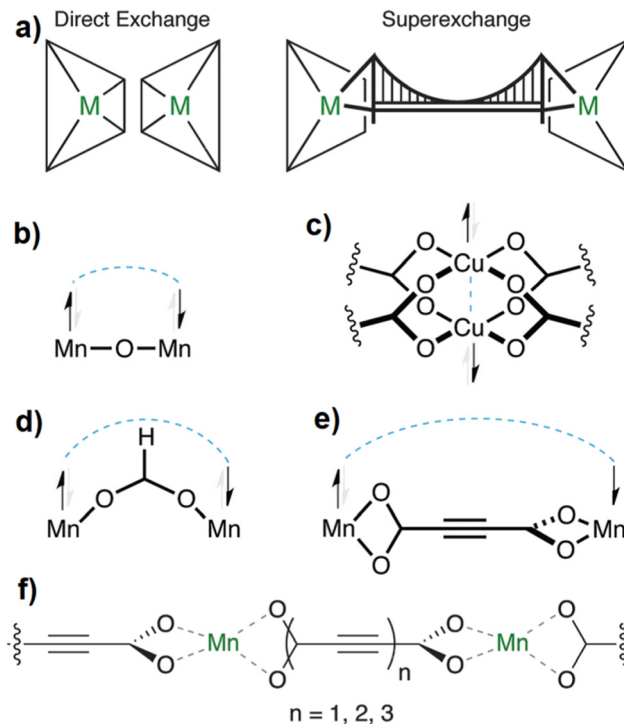 a) Direct Exchange Superexchange
M M M M
b) c)
O Cu O
O O
Mn O Mn
O Cu O
O O
d) e)
H
O O
Mn Mn
O O
Mn Mn
O O
f)
O O O O
Mn n Mn
O O O O
n = 1, 2, 3